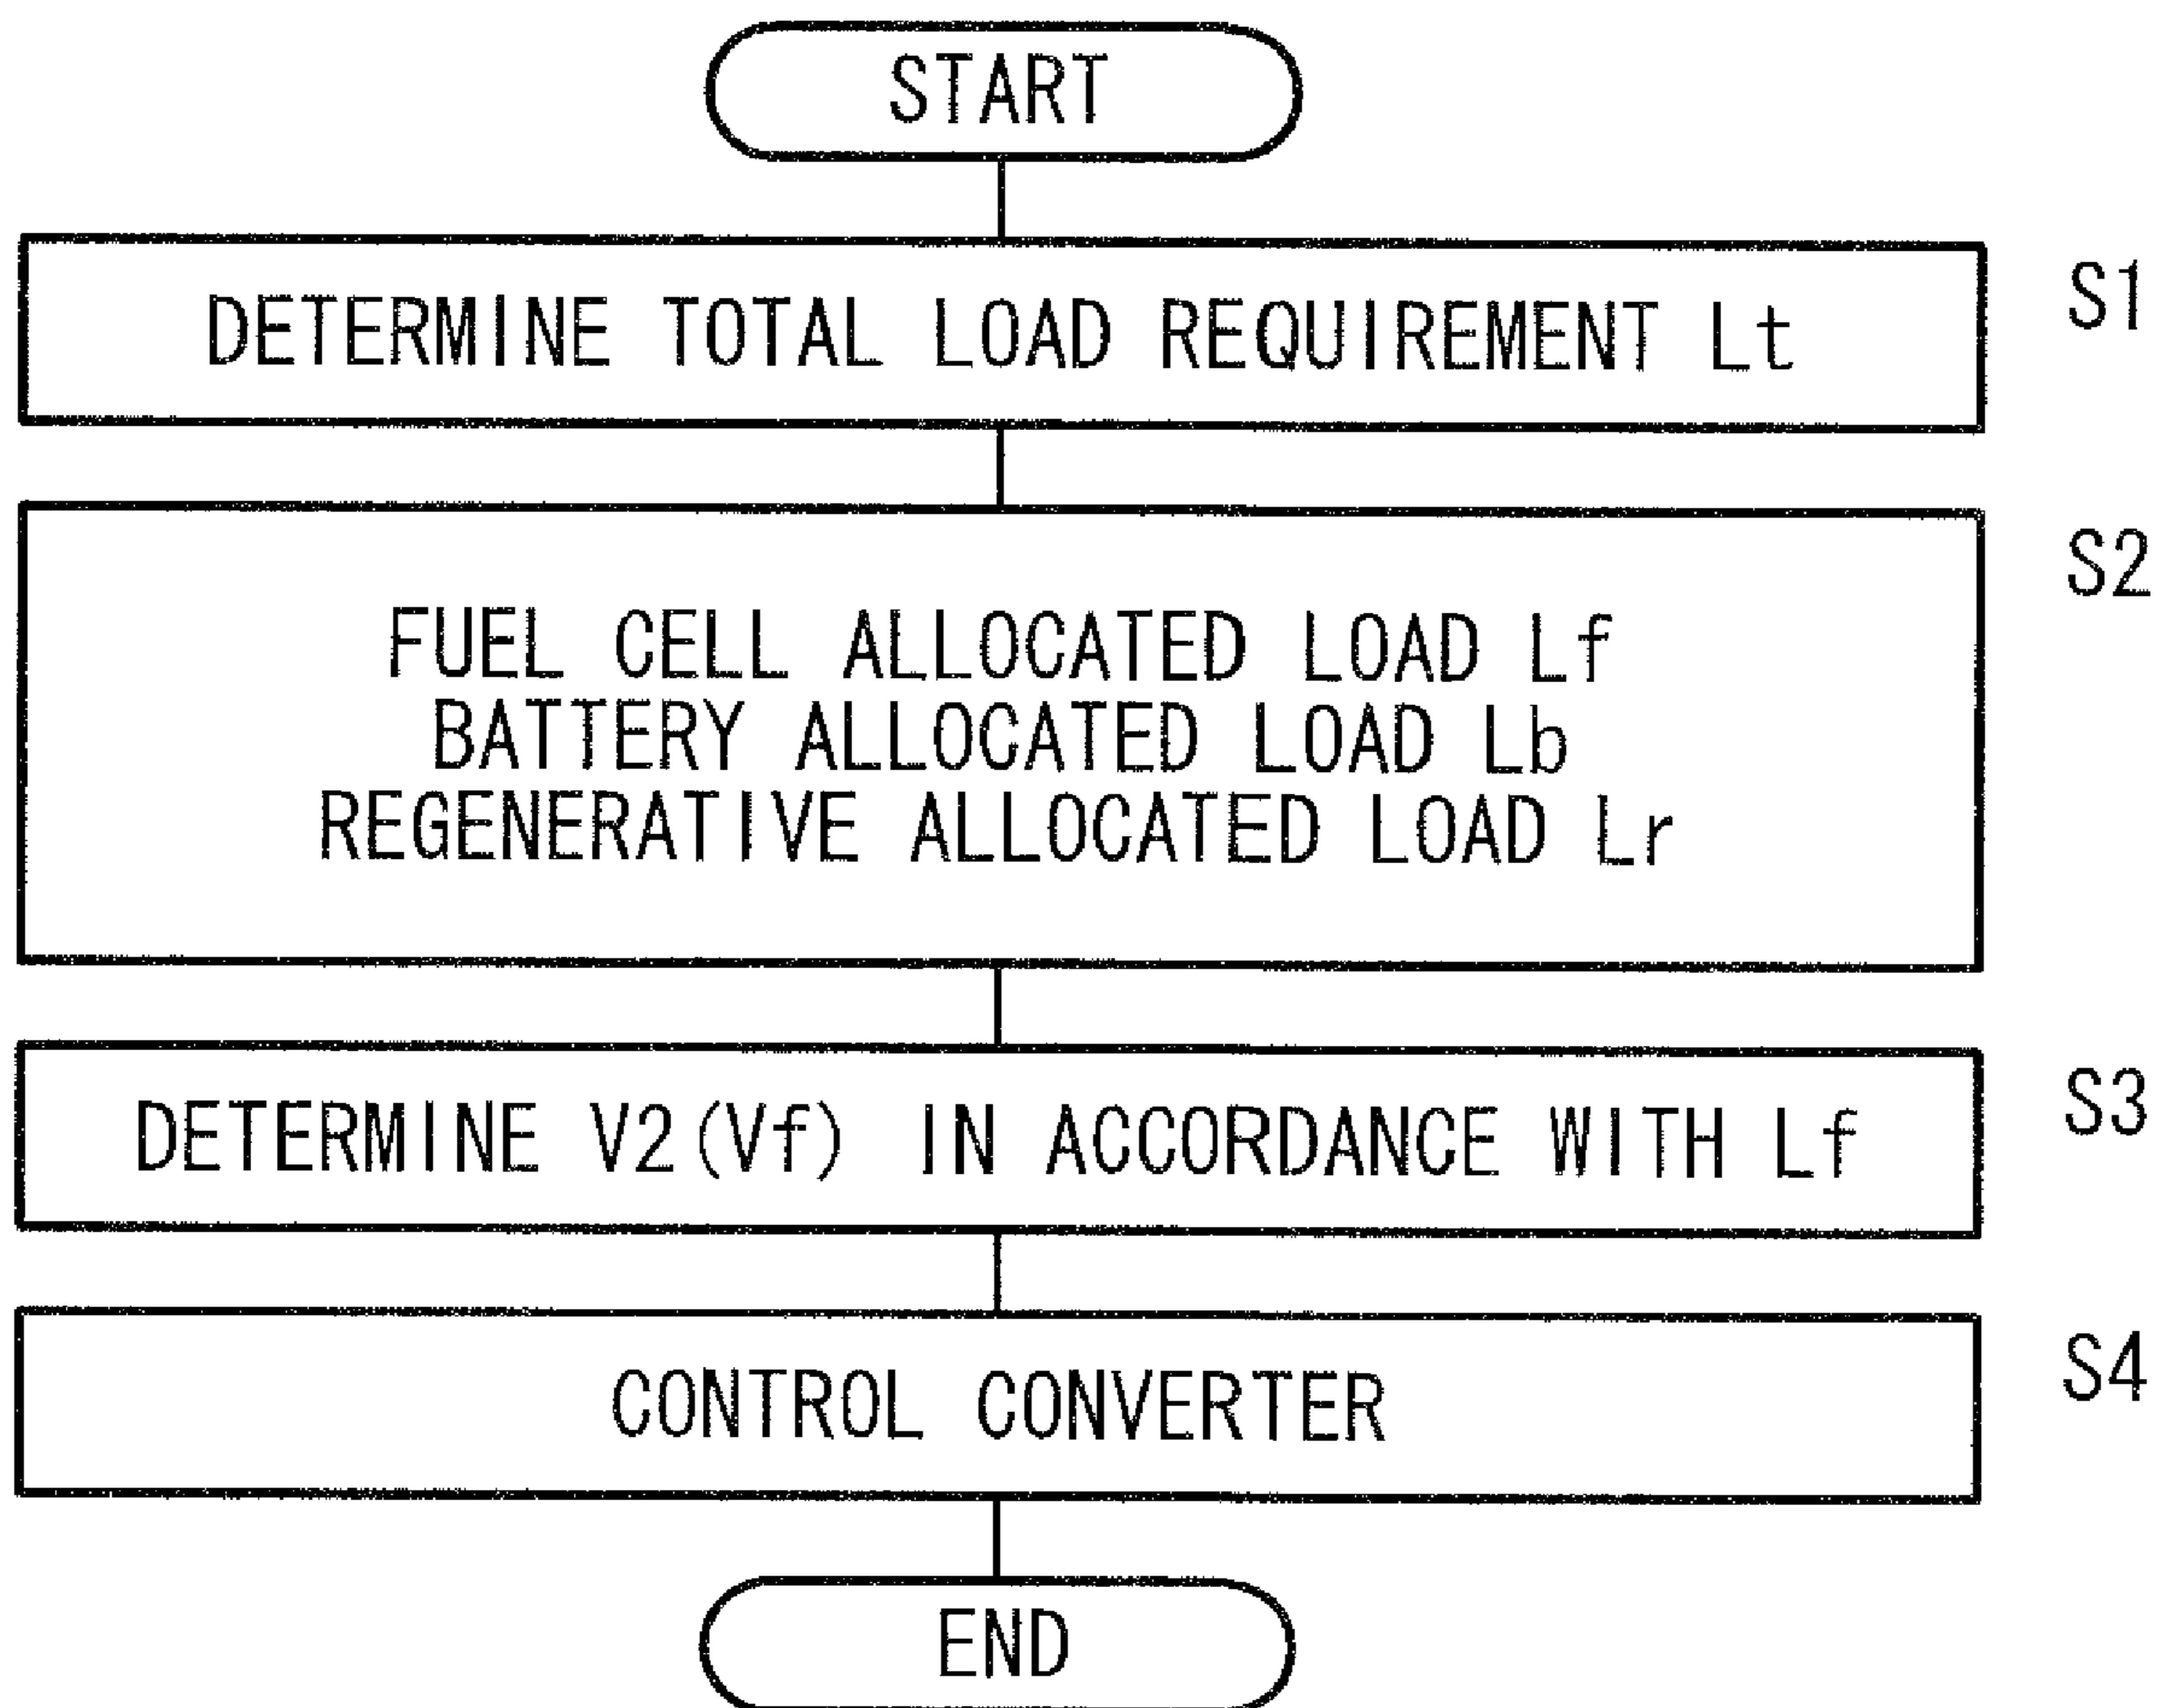 START
DETERMINE TOTAL LOAD REQUIREMENT Lt
S1
S2
FUEL CELL ALLOCATED LOAD Lf
BATTERY ALLOCATED LOAD Lb
REGENERATIVE ALLOCATED LOAD Lr
DETERMINE V2(Vf) IN ACCORDANCE WITH Lf
S3
CONTROL CONVERTER
S4
END